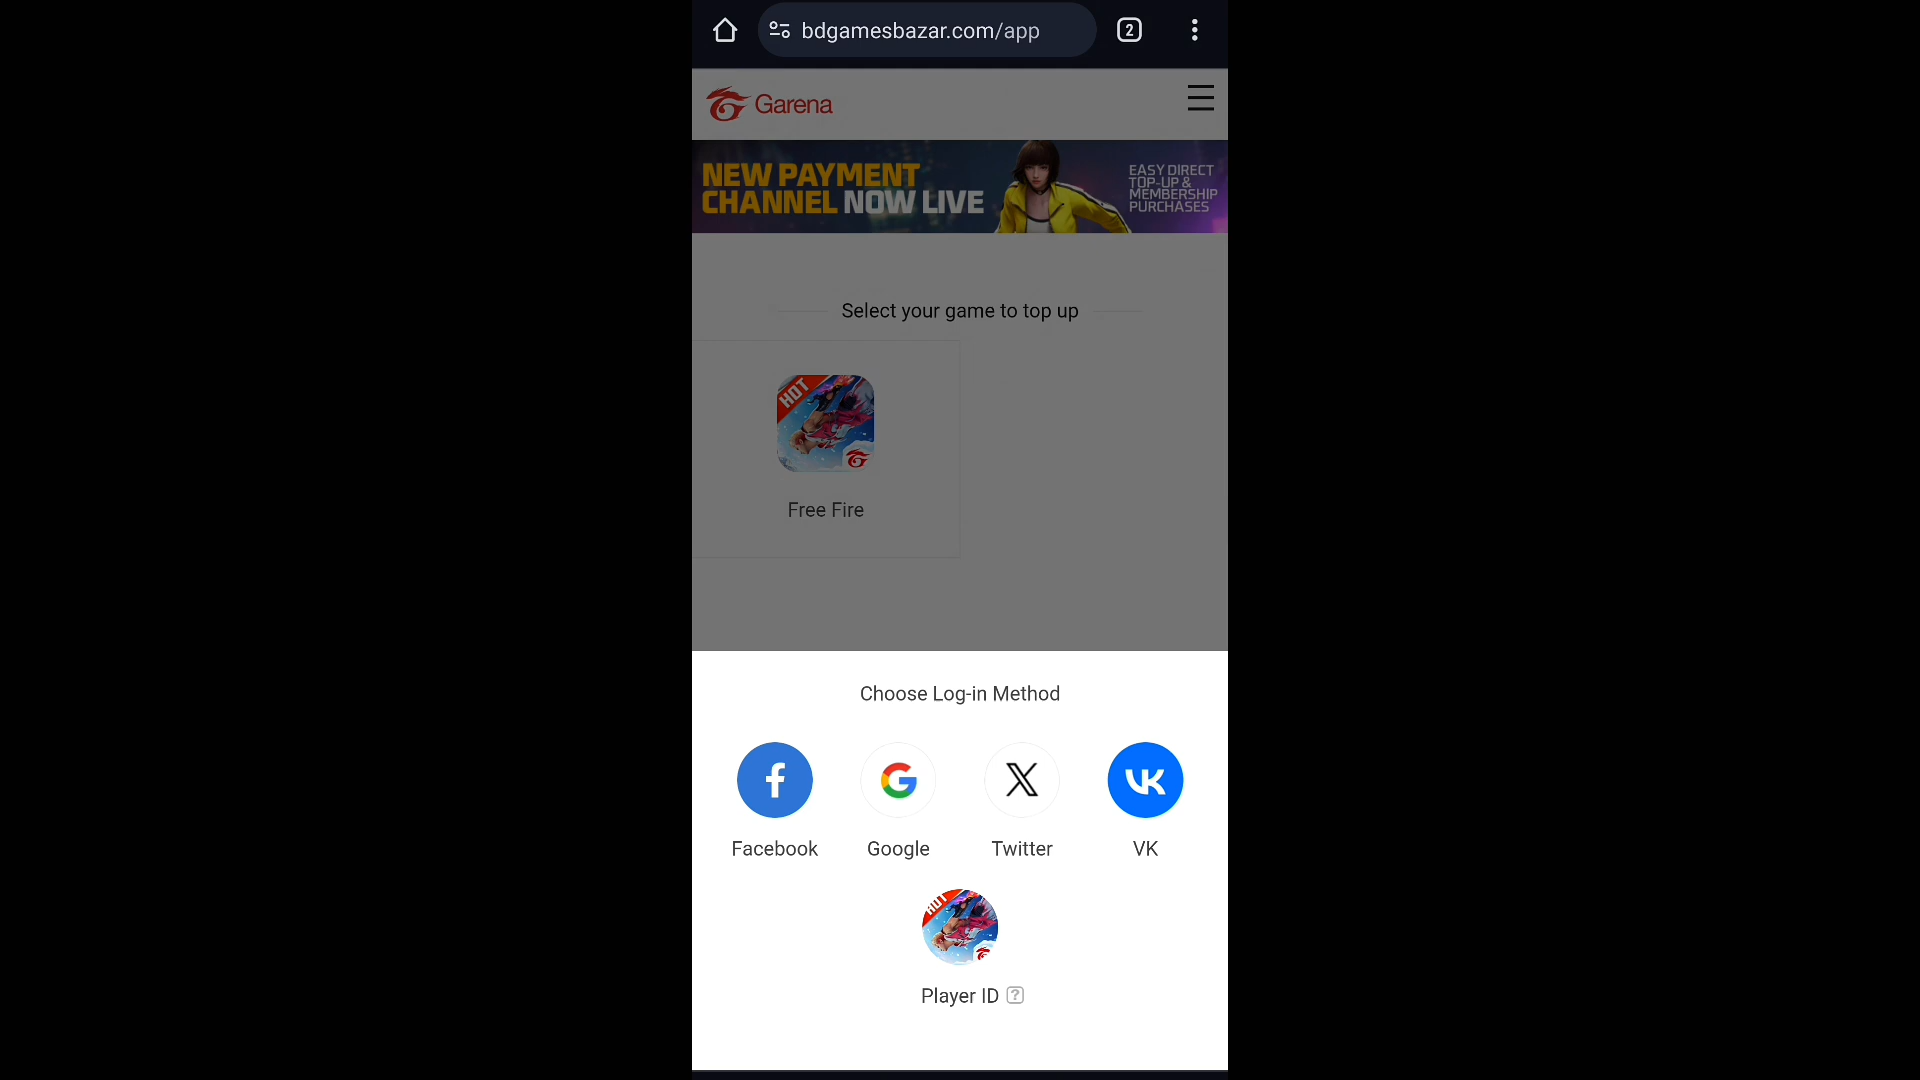 bdgamesbazar.com/app
2
Garena
NEW PAYMENT
CHANNEL NOW LIVE
EASY DIRECT
TOP-UP &
MEMBERSHIP
PURCHASES
Select your game to top up
HOT
Free Fire
Choose Log-in Method
Facebook
Google
Twitter
VK
HOT
Player ID ?